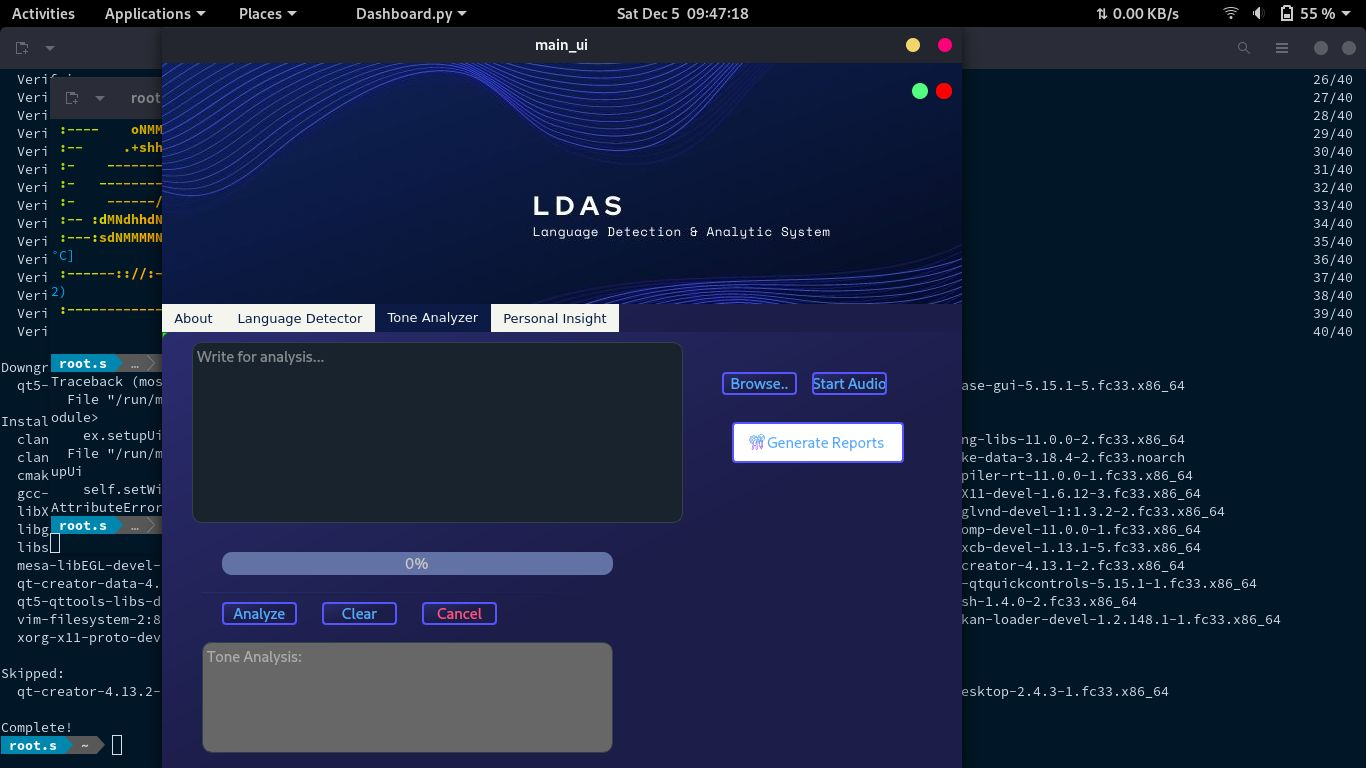 Activities Applications Places Dashboard.py Sat Dec 5 09:47:18 0.00 KB/s 55 %
main_ui
LDAS
Language Detection & Analytic System
About Language Detector Tone Analyzer Personal Insight
Write for analysis...
Browse.. Start Audio
Generate Reports
0%
Analyze Clear Cancel
Tone Analysis:
root
:---- oNMM
:-- .+shh
:- -------
:- --------
:- ------/
:-- :dMNdhhdN
:---:sdNMMMMN
°C]
:------:://:-
2)
:------------
root.s …
Traceback (mos
File "/run/m
odule>
ex.setupUi
File "/run/m
upUi
self.setWi
AttributeError
root.s …
Veri 26/40
Veri 27/40
Veri 28/40
Veri 29/40
Veri 30/40
Veri 31/40
Veri 32/40
Veri 33/40
Veri 34/40
Veri 35/40
Veri 36/40
Veri 37/40
Veri 38/40
Veri 39/40
Veri 40/40
Downgr
qt5- ase-gui-5.15.1-5.fc33.x86_64
Instal
clan ng-libs-11.0.0-2.fc33.x86_64
clan ke-data-3.18.4-2.fc33.noarch
cmak piler-rt-11.0.0-1.fc33.x86_64
gcc- X11-devel-1.6.12-3.fc33.x86_64
libX glvnd-devel-1:1.3.2-2.fc33.x86_64
libg omp-devel-11.0.0-1.fc33.x86_64
libs xcb-devel-1.13.1-5.fc33.x86_64
mesa-libEGL-devel- creator-4.13.1-2.fc33.x86_64
qt-creator-data-4. -qtquickcontrols-5.15.1-1.fc33.x86_64
qt5-qttools-libs-d sh-1.4.0-2.fc33.x86_64
vim-filesystem-2:8 kan-loader-devel-1.2.148.1-1.fc33.x86_64
xorg-x11-proto-dev
Skipped:
qt-creator-4.13.2- esktop-2.4.3-1.fc33.x86_64
Complete!
root.s ~